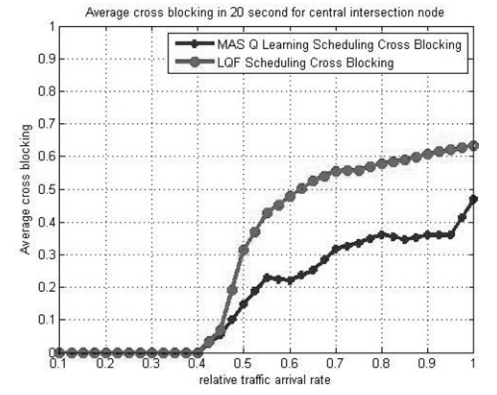 Average cross blocking in 20 second for central intersection node
MAS Q Learning Scheduling Cross Blocking
LQF Scheduling Cross Blocking
Average cross blocking
1
0.9
0.8
0.7
0.6
0.5
0.4
0.3
0.2
0.1
0
0.1 0.2 0.3 0.4 0.5 0.6 0.7 0.8 0.9 1
relative traffic arrival rate